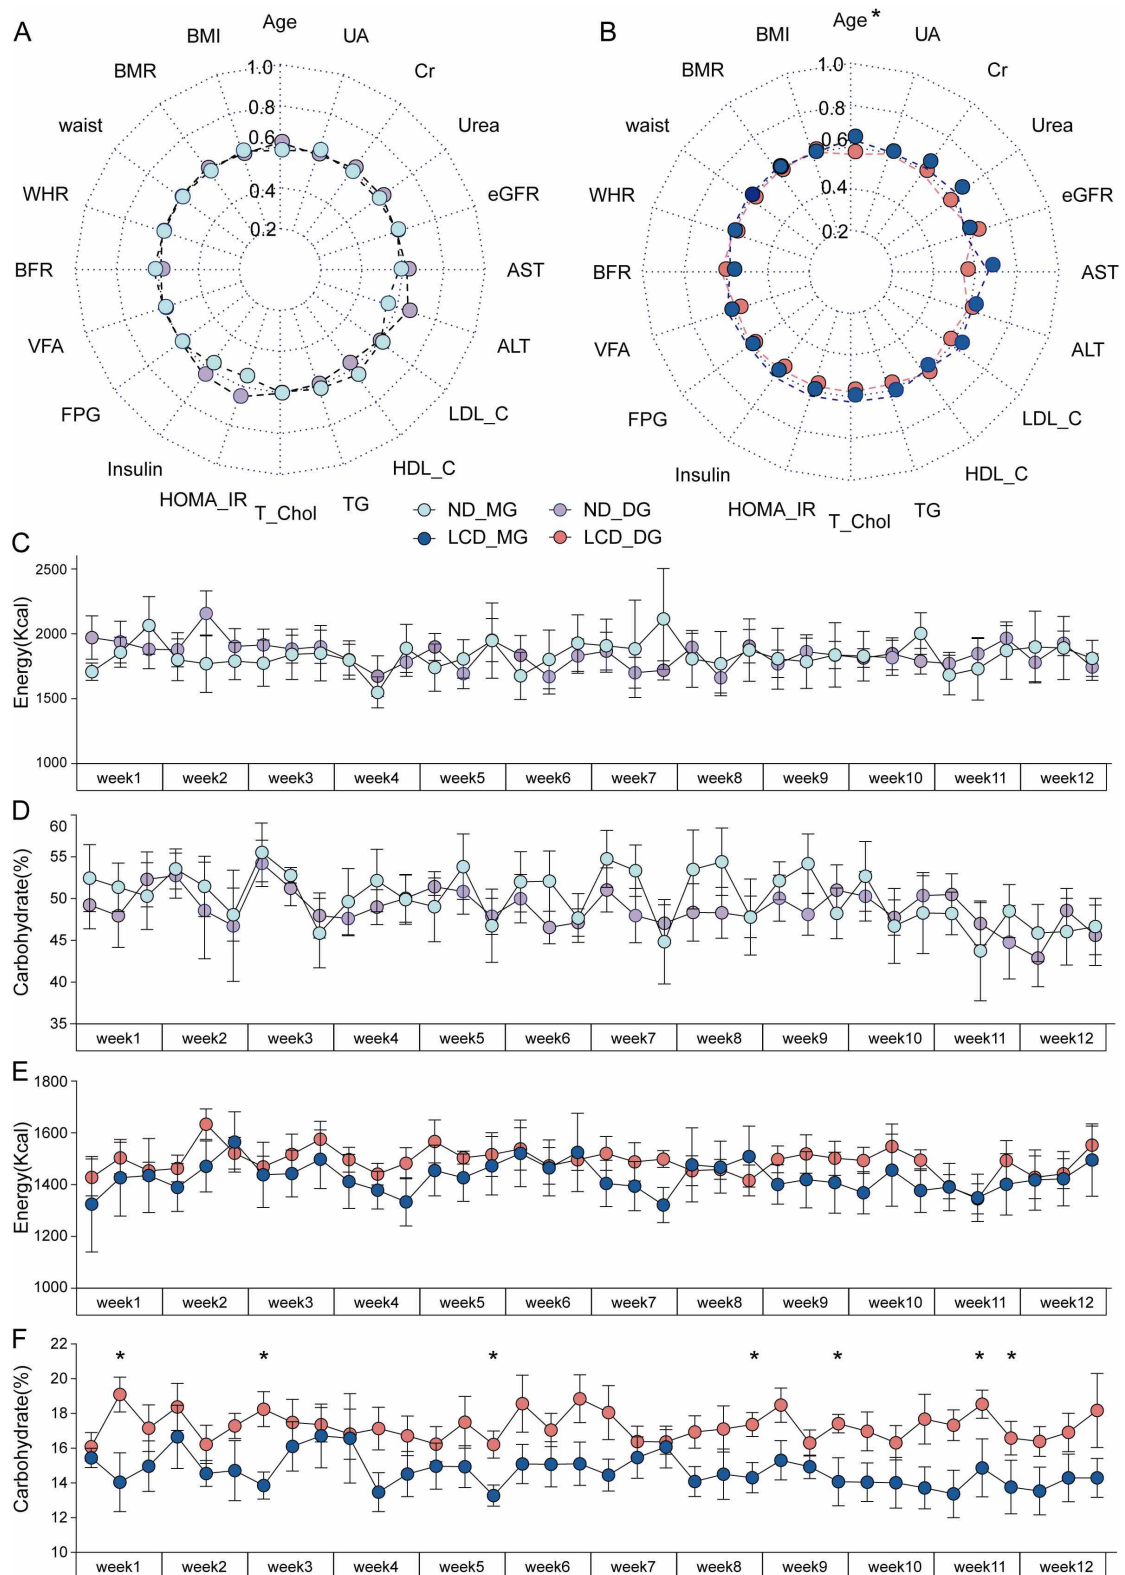 A
B
Age
BMI
UA
BMR
Cr
waist
Urea
WHR
eGFR
BFR
AST
VFA
ALT
FPG
LDL_C
Insulin
HDL_C
HOMA_IR
T_Chol
TG
1.0
0.8
0.6
0.4
0.2
Age *
BMI
UA
BMR
Cr
waist
Urea
WHR
eGFR
BFR
AST
VFA
ALT
FPG
LDL_C
Insulin
HDL_C
HOMA_IR
T_Chol
TG
1.0
0.8
0.6
0.4
0.2
ND_MG ND_DG
LCD_MG LCD_DG
C
Energy(Kcal)
2500
2000
1500
1000
week1 week2 week3 week4 week5 week6 week7 week8 week9 week10 week11 week12
D
Carbohydrate(%)
60
55
50
45
40
35
week1 week2 week3 week4 week5 week6 week7 week8 week9 week10 week11 week12
E
Energy(Kcal)
1800
1600
1400
1200
1000
week1 week2 week3 week4 week5 week6 week7 week8 week9 week10 week11 week12
F
Carbohydrate(%)
22
20
18
16
14
12
10
* * * * * * *
week1 week2 week3 week4 week5 week6 week7 week8 week9 week10 week11 week12